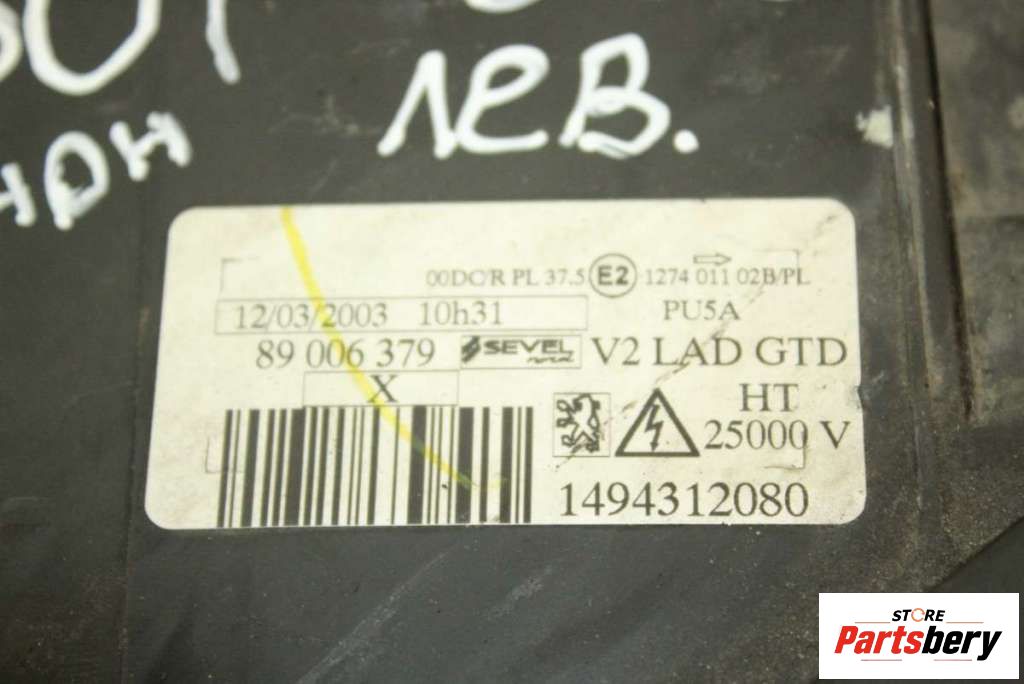 лев.
00DC/R PL 37.5 E2 1274 011 02B/PL
12/03/2003 10h31 PU5A
89 006 379 SEVEL nord V2 LAD GTD
X HT
25000 V
1494312080
STORE
Partsbery